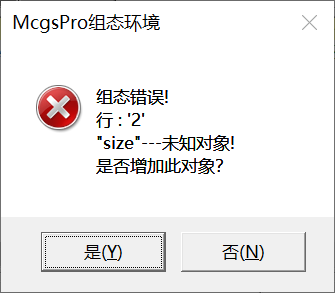 McgsPro组态环境
组态错误!
行 : '2'
"size"---未知对象!
是否增加此对象?
是(Y)
否(N)